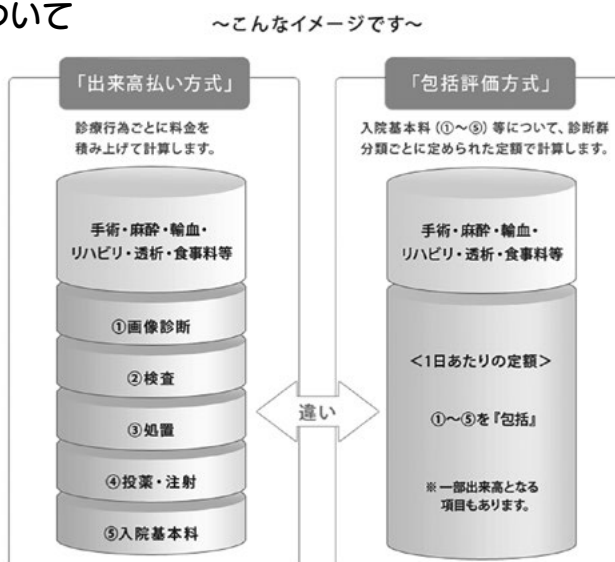 ついて
～こんなイメージです～
「出来高払い方式」
診療行為ごとに料金を
積み上げて計算します。
手術・麻酔・輸血・
リハビリ・透析・食事料等
①画像診断
②検査
③処置
④投薬・注射
⑤入院基本料
違い
「包括評価方式」
入院基本料（①～⑤）等について、診断群
分類ごとに定められた定額で計算します。
手術・麻酔・輸血・
リハビリ・透析・食事料等
＜1日あたりの定額＞
①～⑤を『包括』
※一部出来高となる
項目もあります。